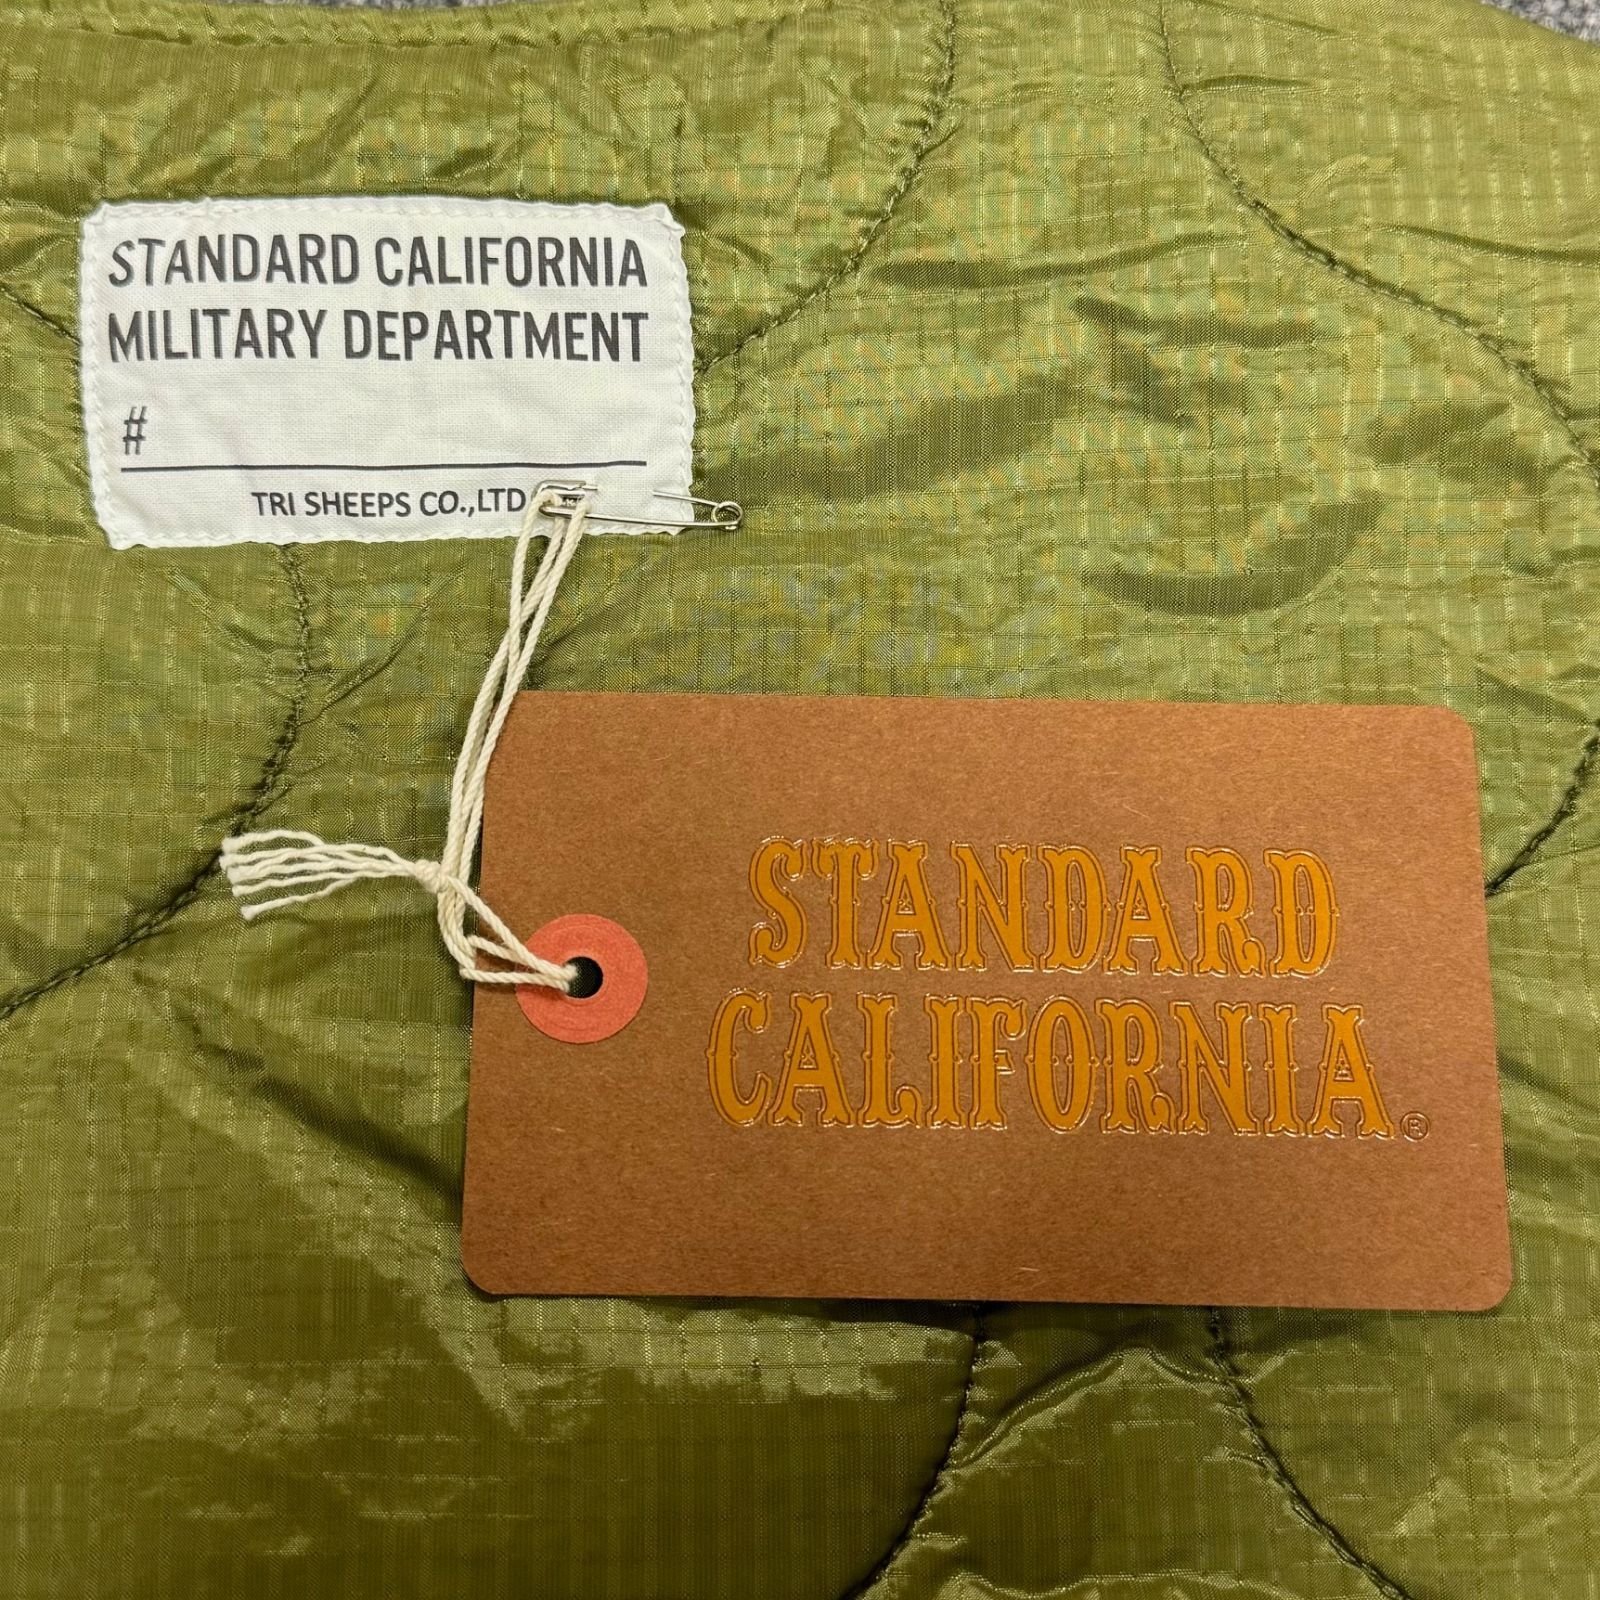 STANDARD CALIFORNIA
MILITARY DEPARTMENT
#
TRI SHEEPS CO.,LTD
STANDARD
CALIFORNIA®